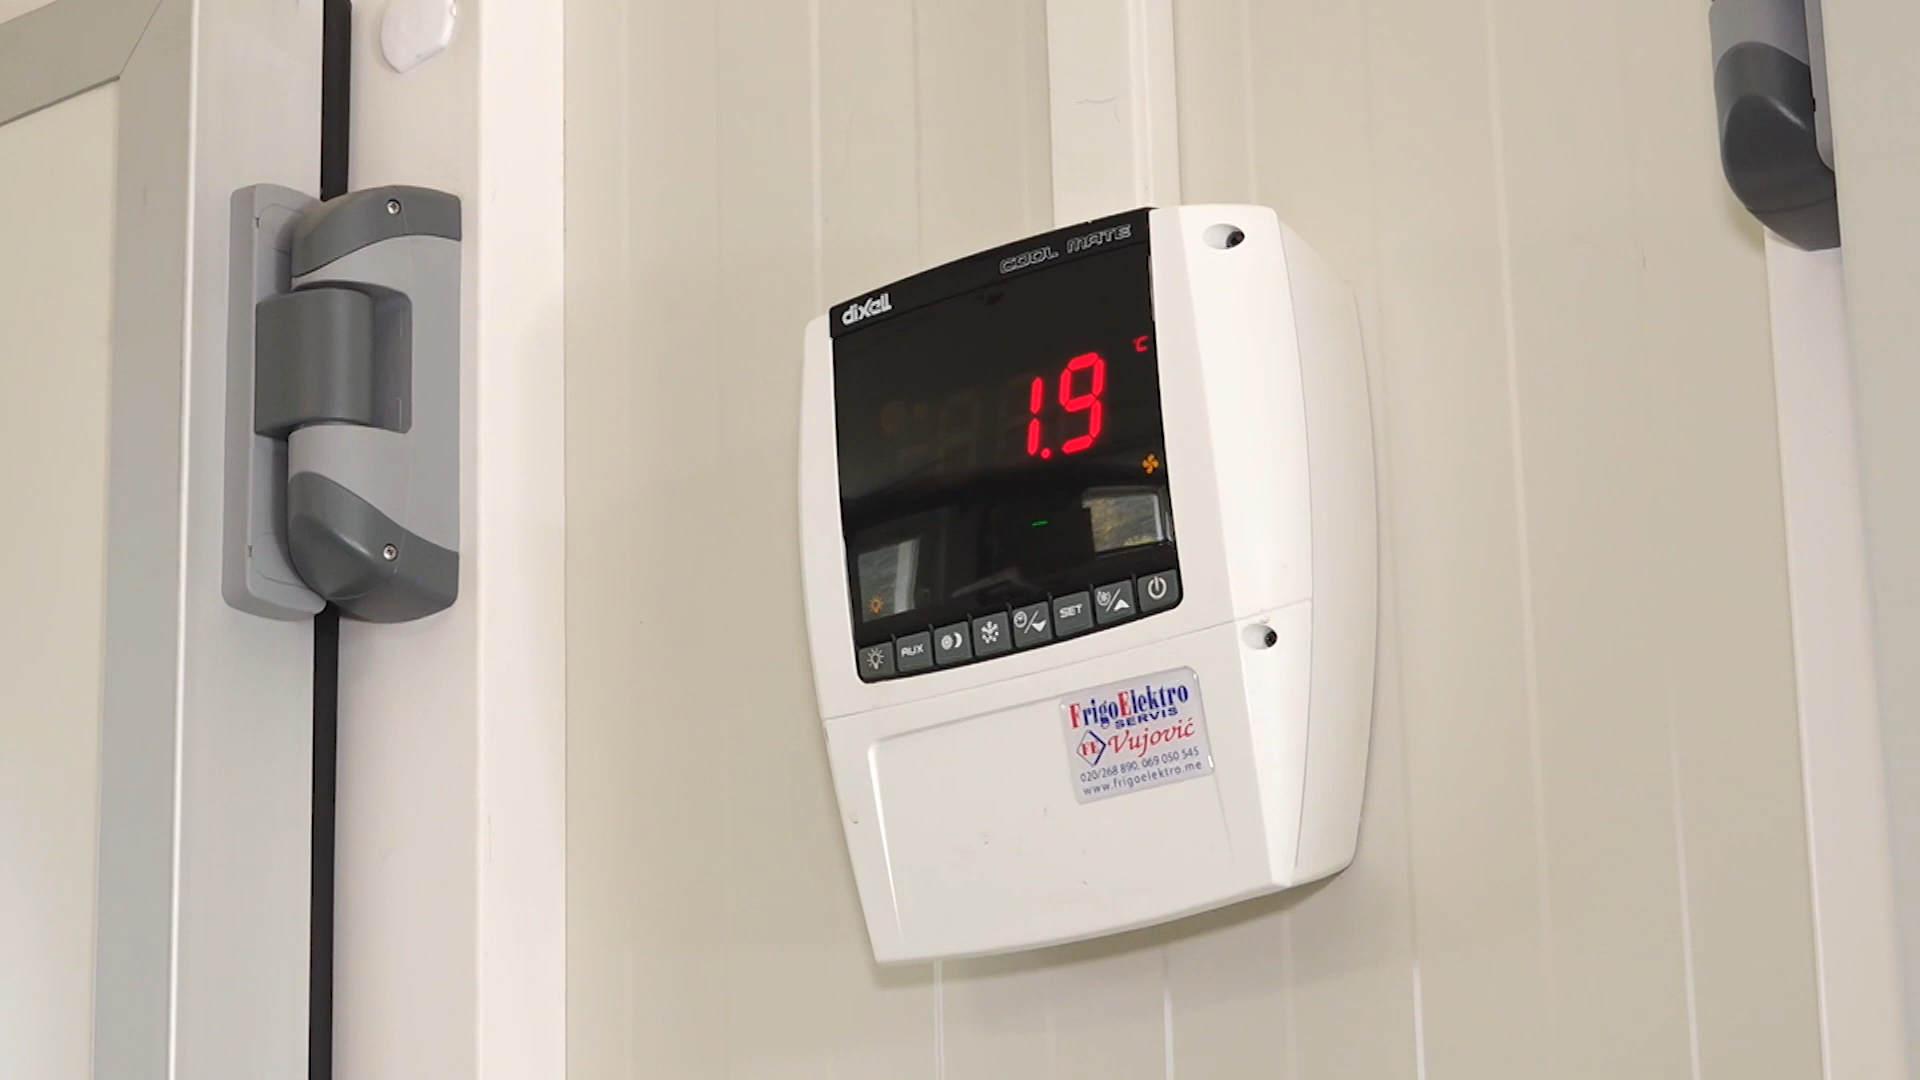 COOL MATE
dixell
°C
1.9
AUX
SET
FrigoElektro
SERVIS
FE Vujović
020/268 890, 069 050 545
www.frigoelektro.me